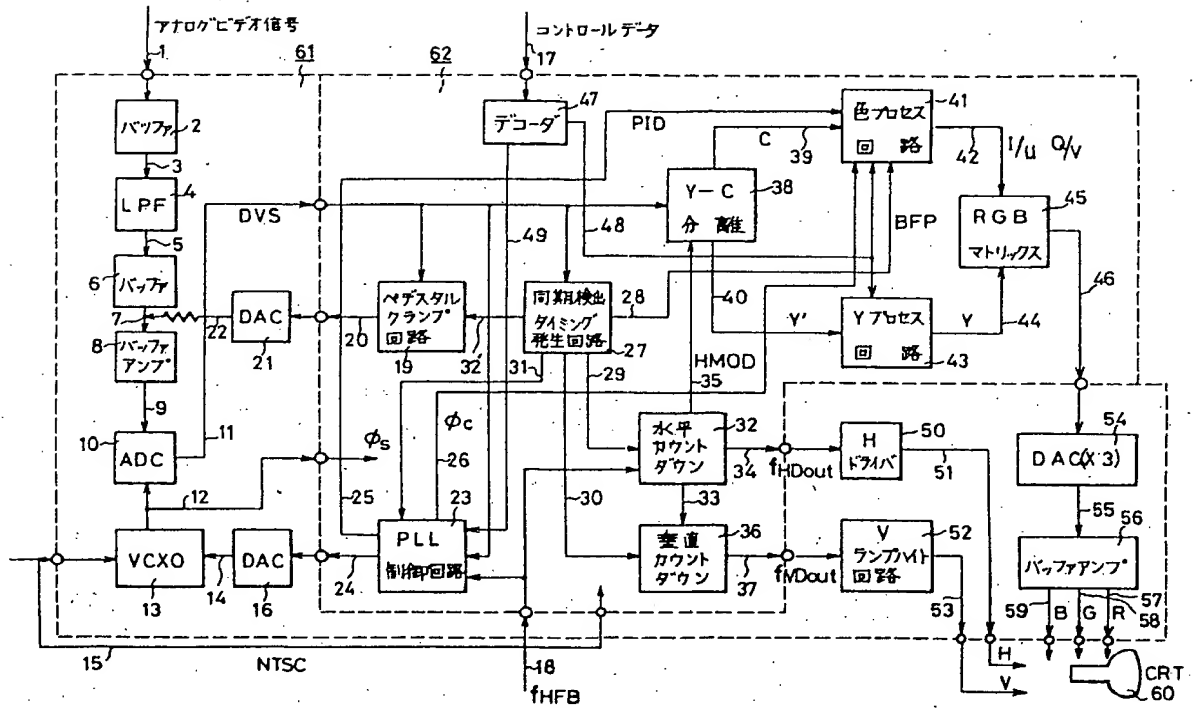 アナログビデオ信号
コントロールデータ
1
61
62
17
バッファ
2
デコーダ
47
PID
色プロセス
回路
41
C
39
42
I/U Q/V
3
LPF
4
DVS
Y-C
分離
38
BFP
RGB
マトリックス
45
5
49
48
6
バッファ
7
22
DAC
21
20
ペデスタル
クランプ
回路
19
32'
同期検出
タイミング
発生回路
27
28
40
Y'
Yプロセス
回路
43
Y
44
46
8
バッファ
アンプ
31
29
HMOD
35
9
10
ADC
11
φs
φc
水平
カウント
ダウン
32
34
fHDout
H
ドライバ
50
51
54
DAC(X3)
12
25
26
23
30
33
55
VCXO
13
14
DAC
16
24
PLL
制御回路
垂直
カウント
ダウン
36
37
fVDout
V
ランプハイト
回路
52
53
56
バッファアンプ
59
B
G
R
57
58
15
NTSC
18
fHFB
H
V
CRT
60